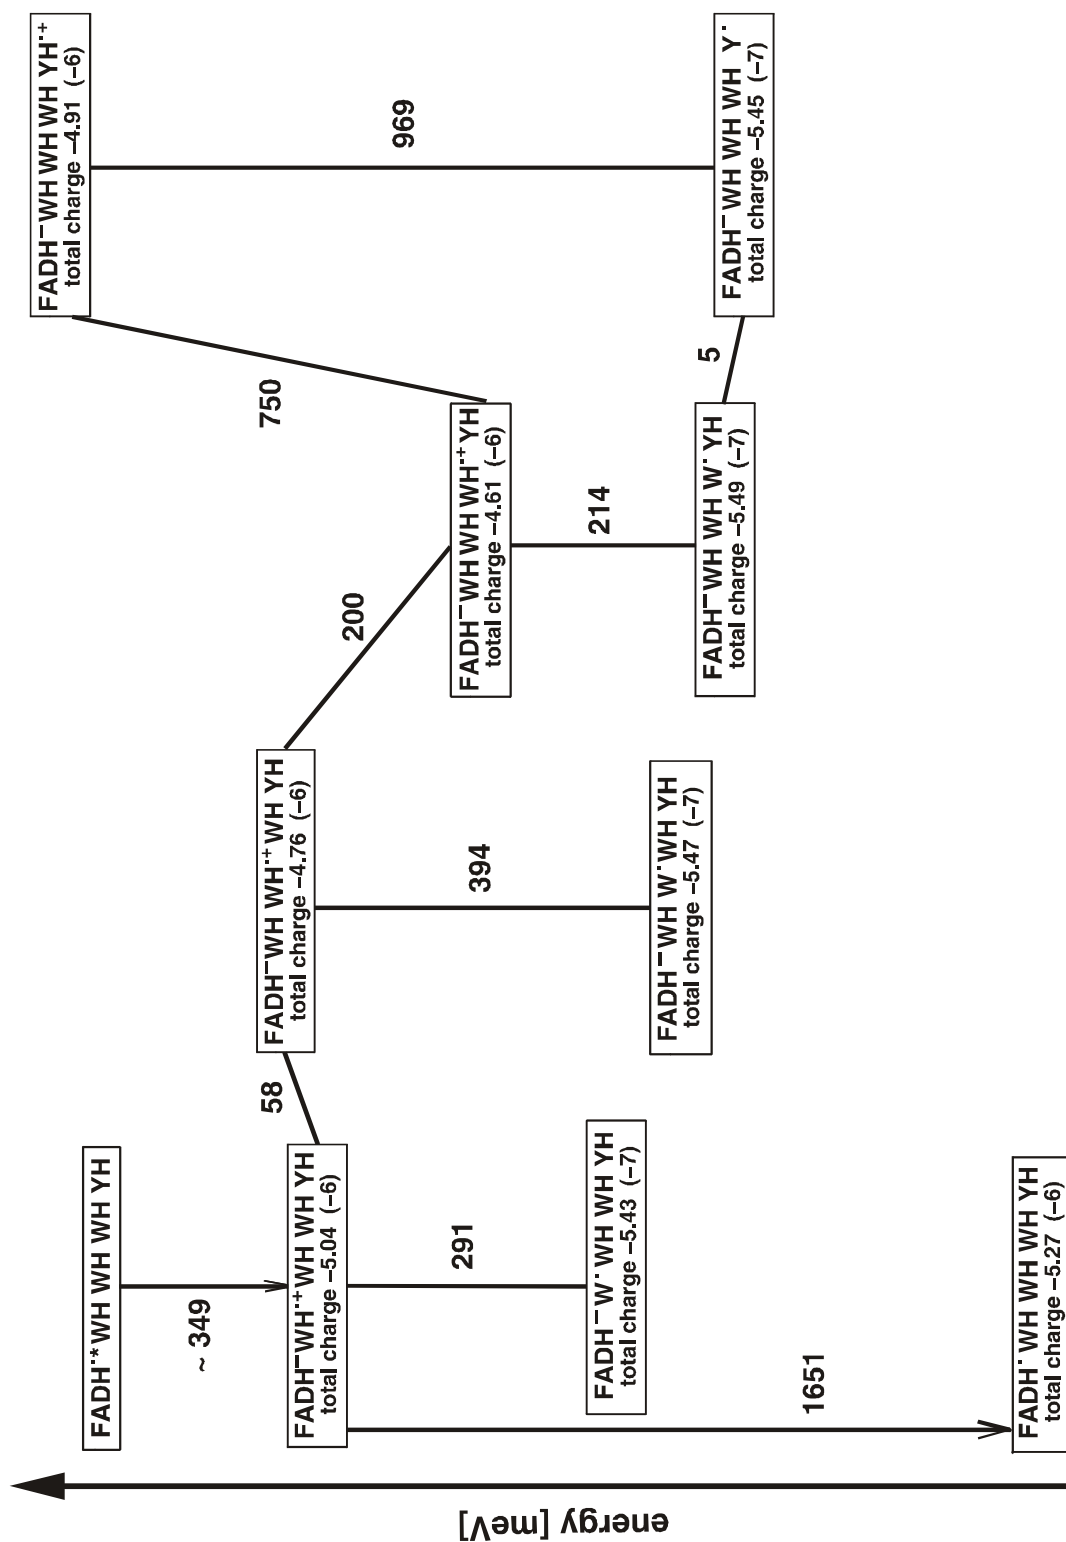 FADH·* WH WH WH YH
~ 349
FADH⁻ WH·⁺ WH WH YH
total charge −5.04 (−6)
291
FADH⁻ W· WH WH YH
total charge −5.43 (−7)
1651
FADH· WH WH WH YH
total charge −5.27 (−6)
58
FADH⁻ WH WH·⁺ WH YH
total charge −4.76 (−6)
394
FADH⁻ WH W· WH YH
total charge −5.47 (−7)
200
FADH⁻ WH WH WH·⁺ YH
total charge −4.61 (−6)
214
FADH⁻ WH WH W· YH
total charge −5.49 (−7)
750
FADH⁻ WH WH WH YH·⁺
total charge −4.91 (−6)
969
5
FADH⁻ WH WH WH Y·
total charge −5.45 (−7)
energy [meV]